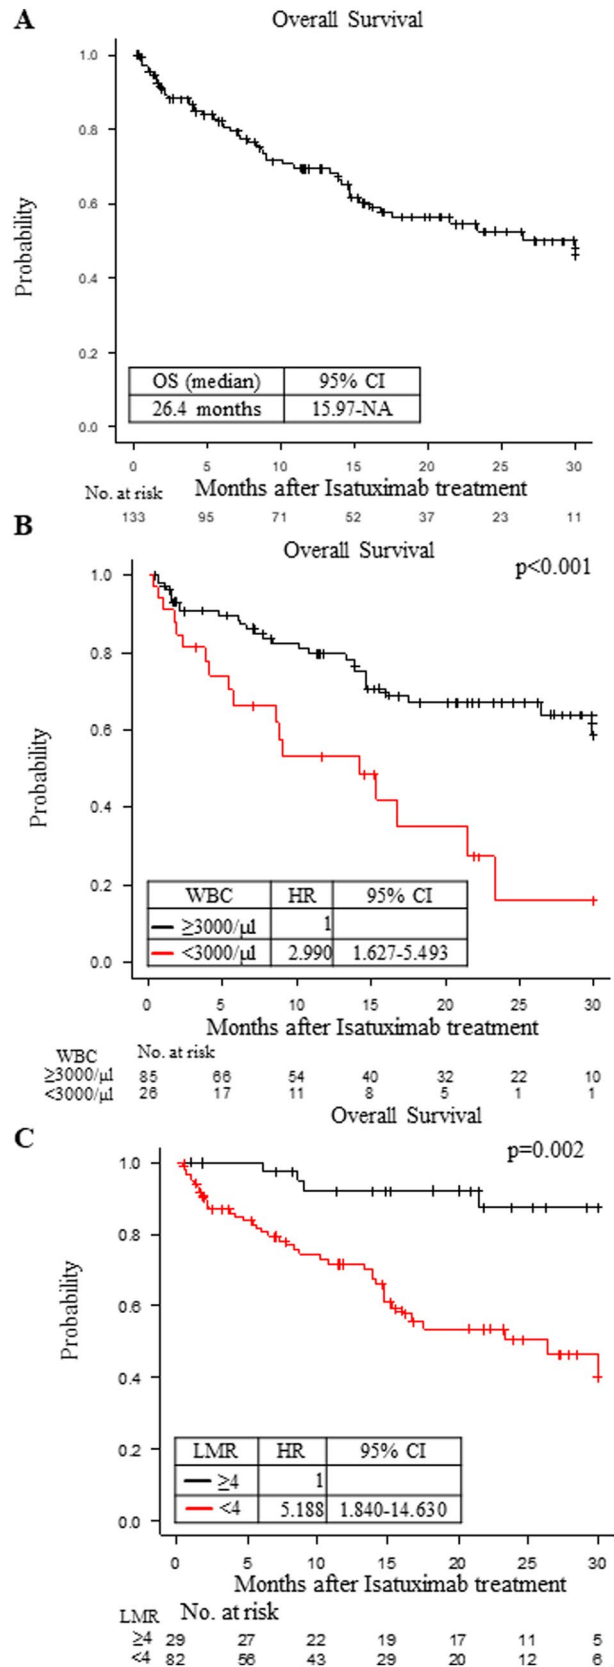 A
Overall Survival
1.0
0.8
0.6
0.4
0.2
0.0
Probability
OS (median) 95% CI
26.4 months 15.97-NA
0 5 10 15 20 25 30
Months after Isatuximab treatment
No. at risk
133 95 71 52 37 23 11
B
Overall Survival
p<0.001
1.0
0.8
0.6
0.4
0.2
0.0
Probability
WBC HR 95% CI
≥3000/μl 1
<3000/μl 2.990 1.627-5.493
0 5 10 15 20 25 30
Months after Isatuximab treatment
WBC No. at risk
≥3000/μl 85 66 54 40 32 22 10
<3000/μl 26 17 11 8 5 1 1
C
Overall Survival
p=0.002
1.0
0.8
0.6
0.4
0.2
0.0
Probability
LMR HR 95% CI
≥4 1
<4 5.188 1.840-14.630
0 5 10 15 20 25 30
Months after Isatuximab treatment
LMR No. at risk
≥4 29 27 22 19 17 11 5
<4 82 56 43 29 20 12 6